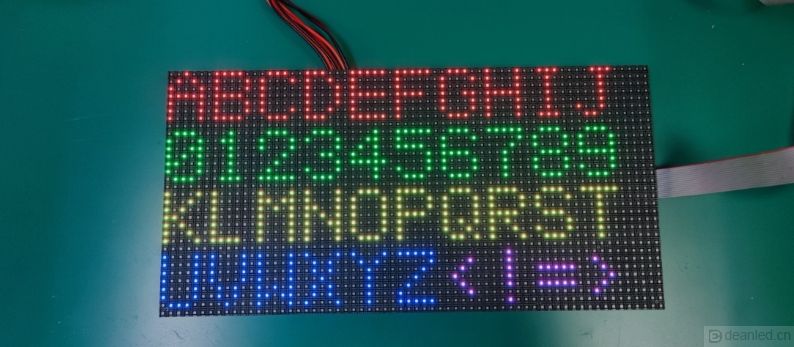 ABCDEFGHIJ
0123456789
KLMNOPQRST
UVWXYZ<!=>
deanled.cn